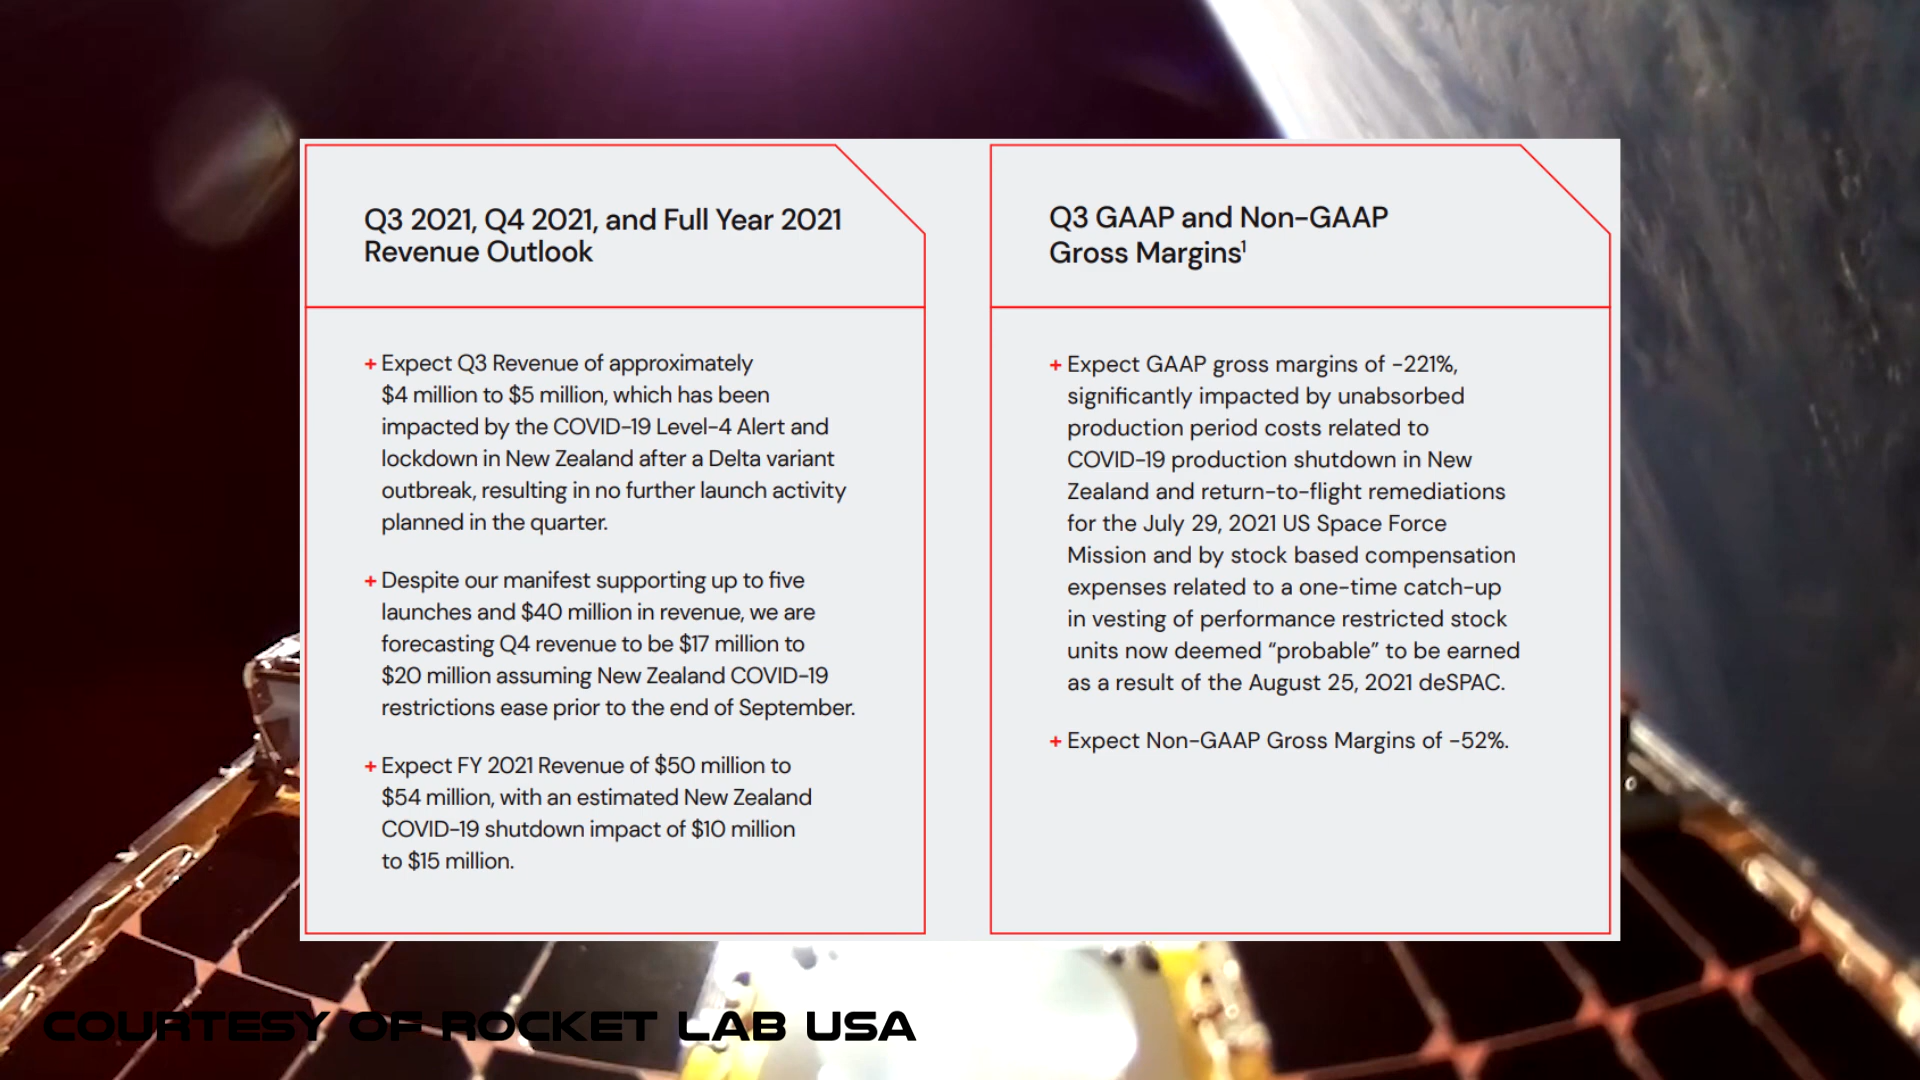 Q3 2021, Q4 2021, and Full Year 2021
Revenue Outlook
+ Expect Q3 Revenue of approximately
$4 million to $5 million, which has been
impacted by the COVID-19 Level-4 Alert and
lockdown in New Zealand after a Delta variant
outbreak, resulting in no further launch activity
planned in the quarter.
+ Despite our manifest supporting up to five
launches and $40 million in revenue, we are
forecasting Q4 revenue to be $17 million to
$20 million assuming New Zealand COVID-19
restrictions ease prior to the end of September.
+ Expect FY 2021 Revenue of $50 million to
$54 million, with an estimated New Zealand
COVID-19 shutdown impact of $10 million
to $15 million.
Q3 GAAP and Non-GAAP
Gross Margins¹
+ Expect GAAP gross margins of -221%,
significantly impacted by unabsorbed
production period costs related to
COVID-19 production shutdown in New
Zealand and return-to-flight remediations
for the July 29, 2021 US Space Force
Mission and by stock based compensation
expenses related to a one-time catch-up
in vesting of performance restricted stock
units now deemed “probable” to be earned
as a result of the August 25, 2021 deSPAC.
+ Expect Non-GAAP Gross Margins of -52%.
COURTESY OF ROCKET LAB USA